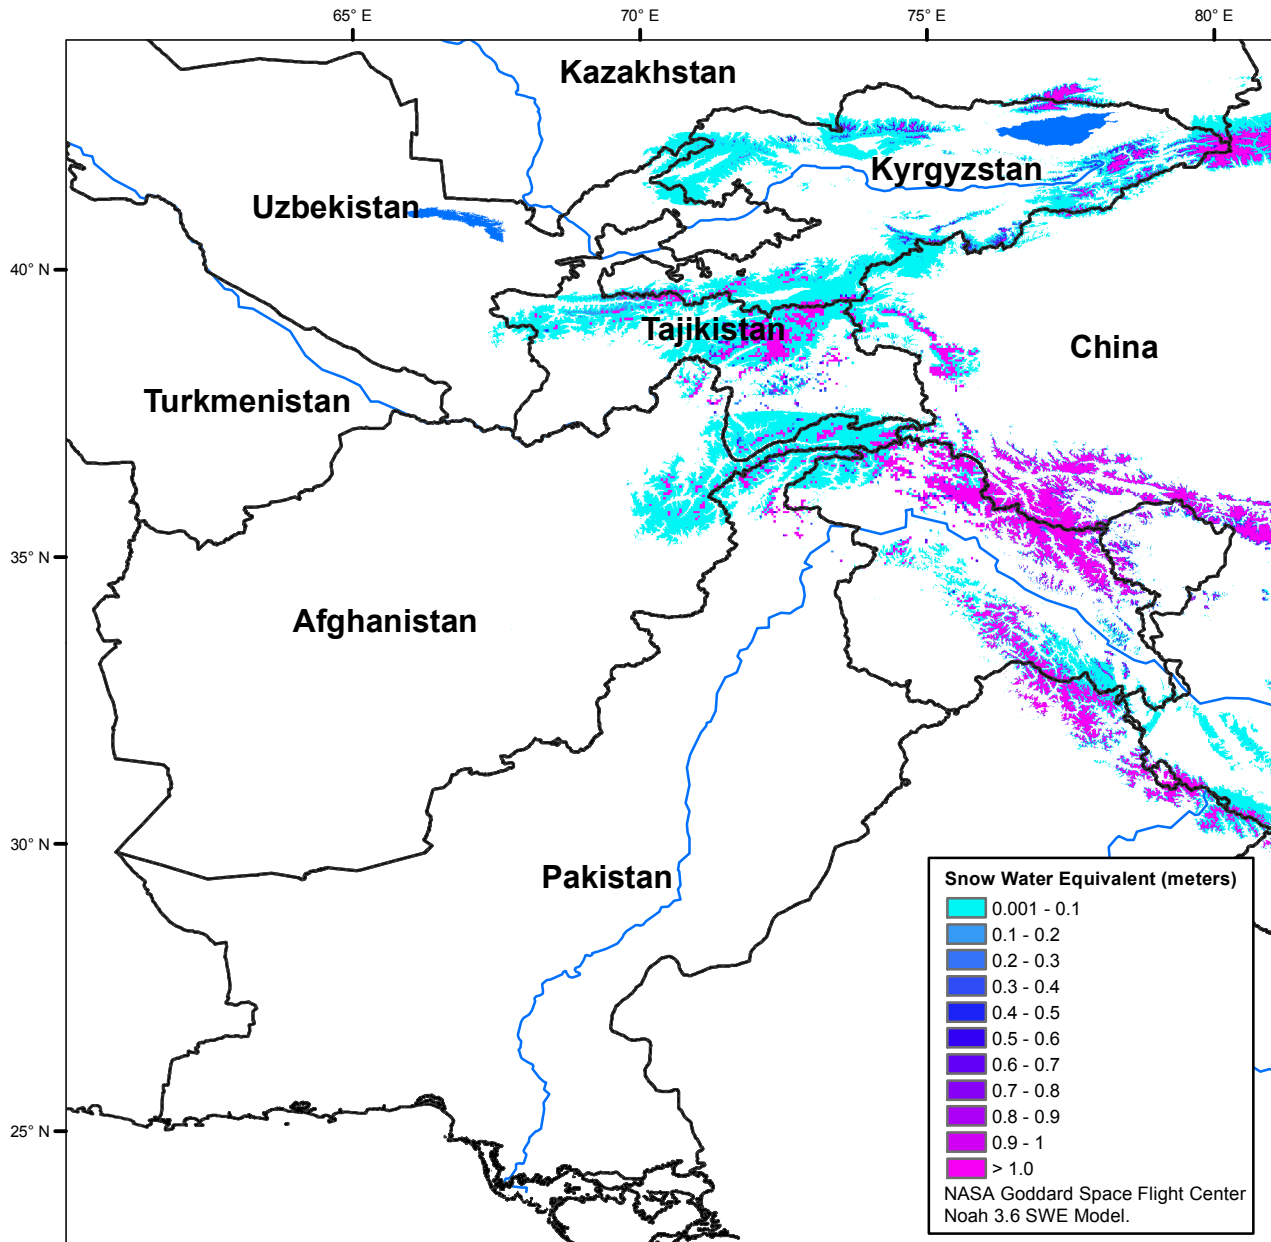 65° E
70° E
75° E
80° E
Kazakhstan
Kyrgyzstan
Uzbekistan
40° N
Tajikistan
China
Turkmenistan
35° N
Afghanistan
30° N
Pakistan
25° N
Snow Water Equivalent (meters)
0.001 - 0.1
0.1 - 0.2
0.2 - 0.3
0.3 - 0.4
0.4 - 0.5
0.5 - 0.6
0.6 - 0.7
0.7 - 0.8
0.8 - 0.9
0.9 - 1
> 1.0
NASA Goddard Space Flight Center
Noah 3.6 SWE Model.